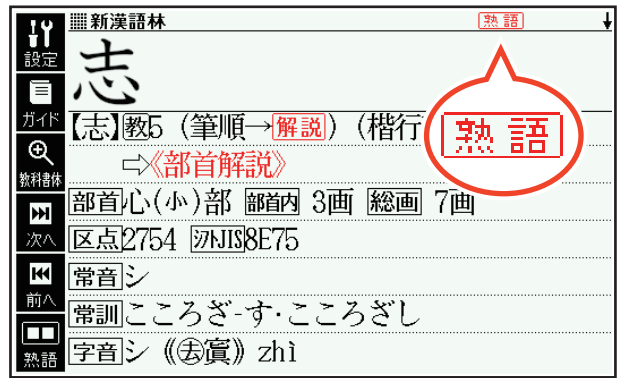 新漢語林 熟語
志
【志】教5 (筆順→解説) (楷行
⇨《部首解説》
部首心(小)部 部首内 3画 総画 7画
区点2754 シフトJIS8E75
常音シ
常訓こころざ-す・こころざし
字音シ 《㊀寘》 zhì
熟語
設定
ガイド
教科書体
次へ
前へ
熟語